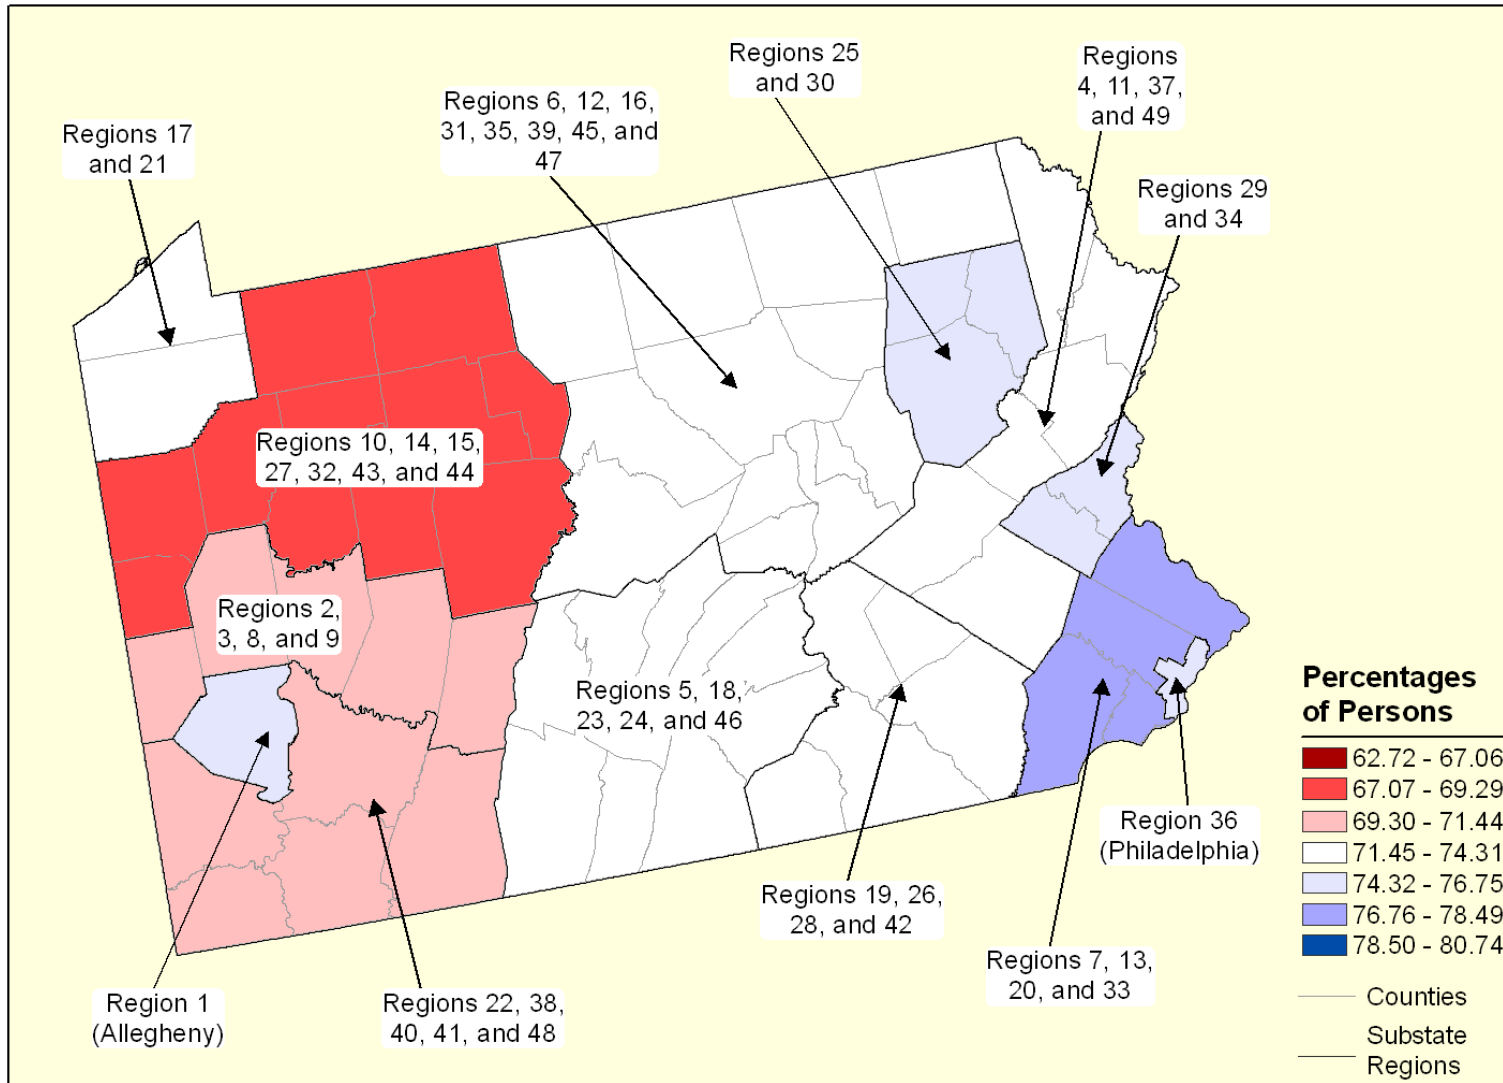 Regions 25
and 30
Regions
4, 11, 37,
and 49
Regions 6, 12, 16,
31, 35, 39, 45, and
47
Regions 17
and 21
Regions 29
and 34
Regions 10, 14, 15,
27, 32, 43, and 44
Regions 2,
3, 8, and 9
Regions 5, 18,
23, 24, and 46
Region 36
(Philadelphia)
Regions 19, 26,
28, and 42
Regions 7, 13,
20, and 33
Region 1
(Allegheny)
Regions 22, 38,
40, 41, and 48
Percentages
of Persons
62.72 - 67.06
67.07 - 69.29
69.30 - 71.44
71.45 - 74.31
74.32 - 76.75
76.76 - 78.49
78.50 - 80.74
Counties
Substate
Regions